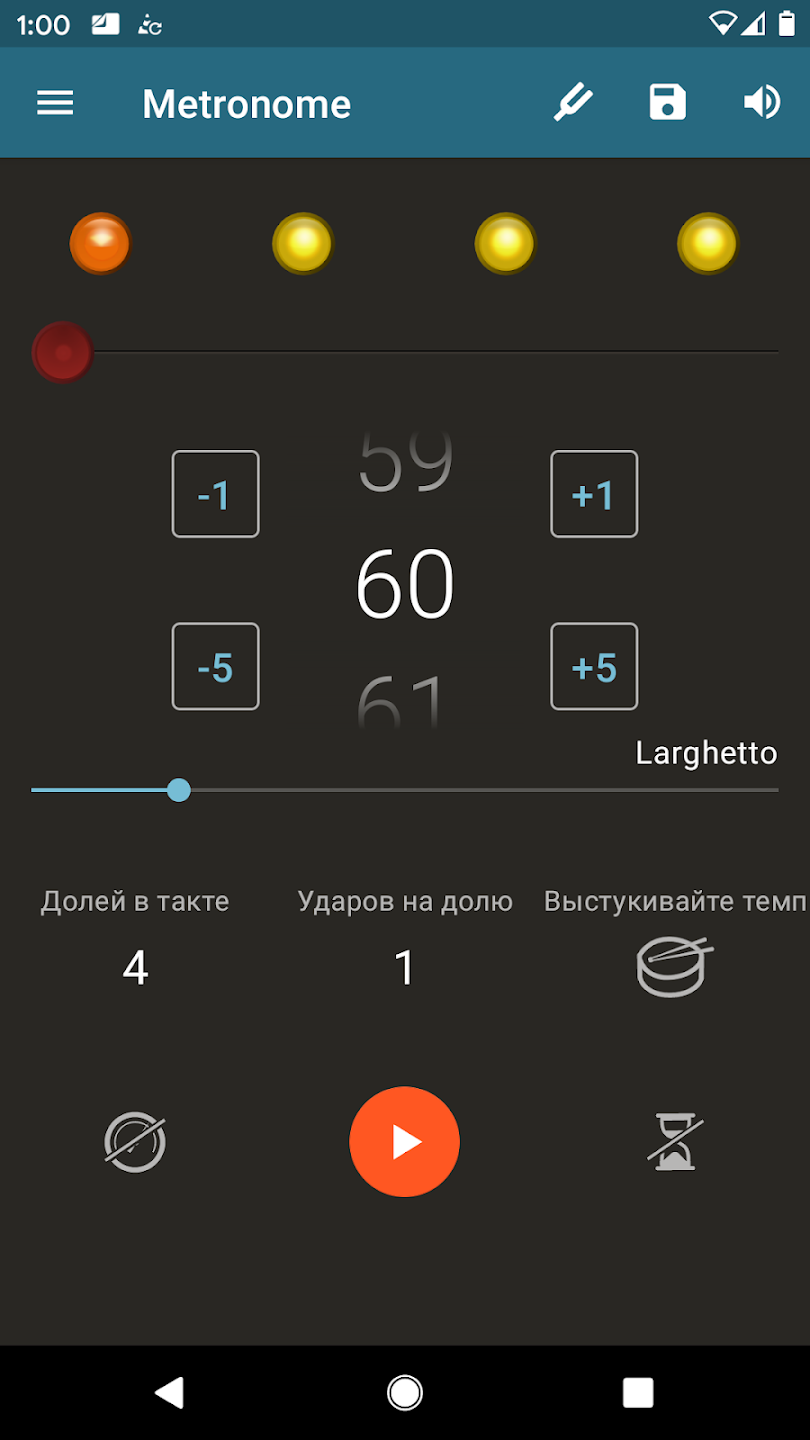 1:00
Metronome
59
-1
+1
60
-5
+5
61
Larghetto
Долей в такте
Ударов на долю
Выстукивайте темп
4
1